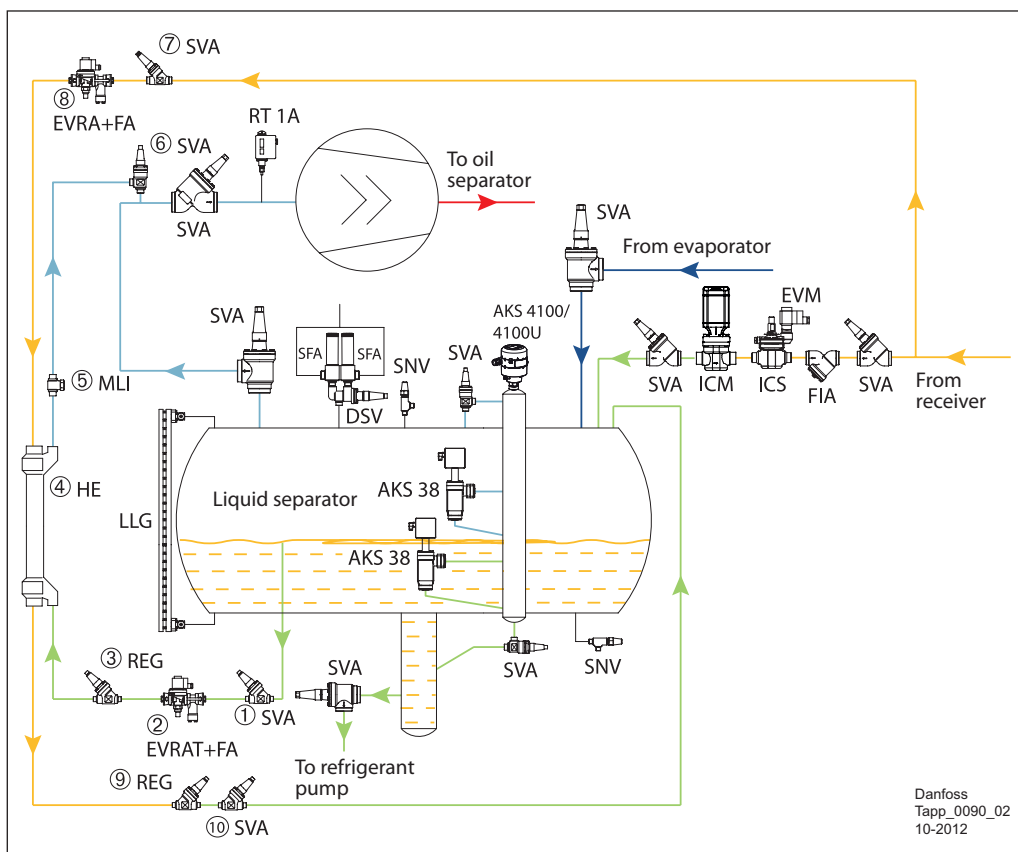 ⑦ SVA
⑧
EVRA+FA
RT 1A
⑥ SVA
To oil
separator
SVA
SVA
From evaporator
EVM
AKS 4100/
4100U
SVA
SFA
SFA
SNV
SVA
DSV
SVA
ICM
ICS
FIA
SVA
From
receiver
⑤ MLI
④ HE
LLG
Liquid separator
AKS 38
AKS 38
③ REG
②
EVRAT+FA
① SVA
SVA
SVA
SNV
To refrigerant
pump
⑨ REG
⑩ SVA
Danfoss
Tapp_0090_02
10-2012